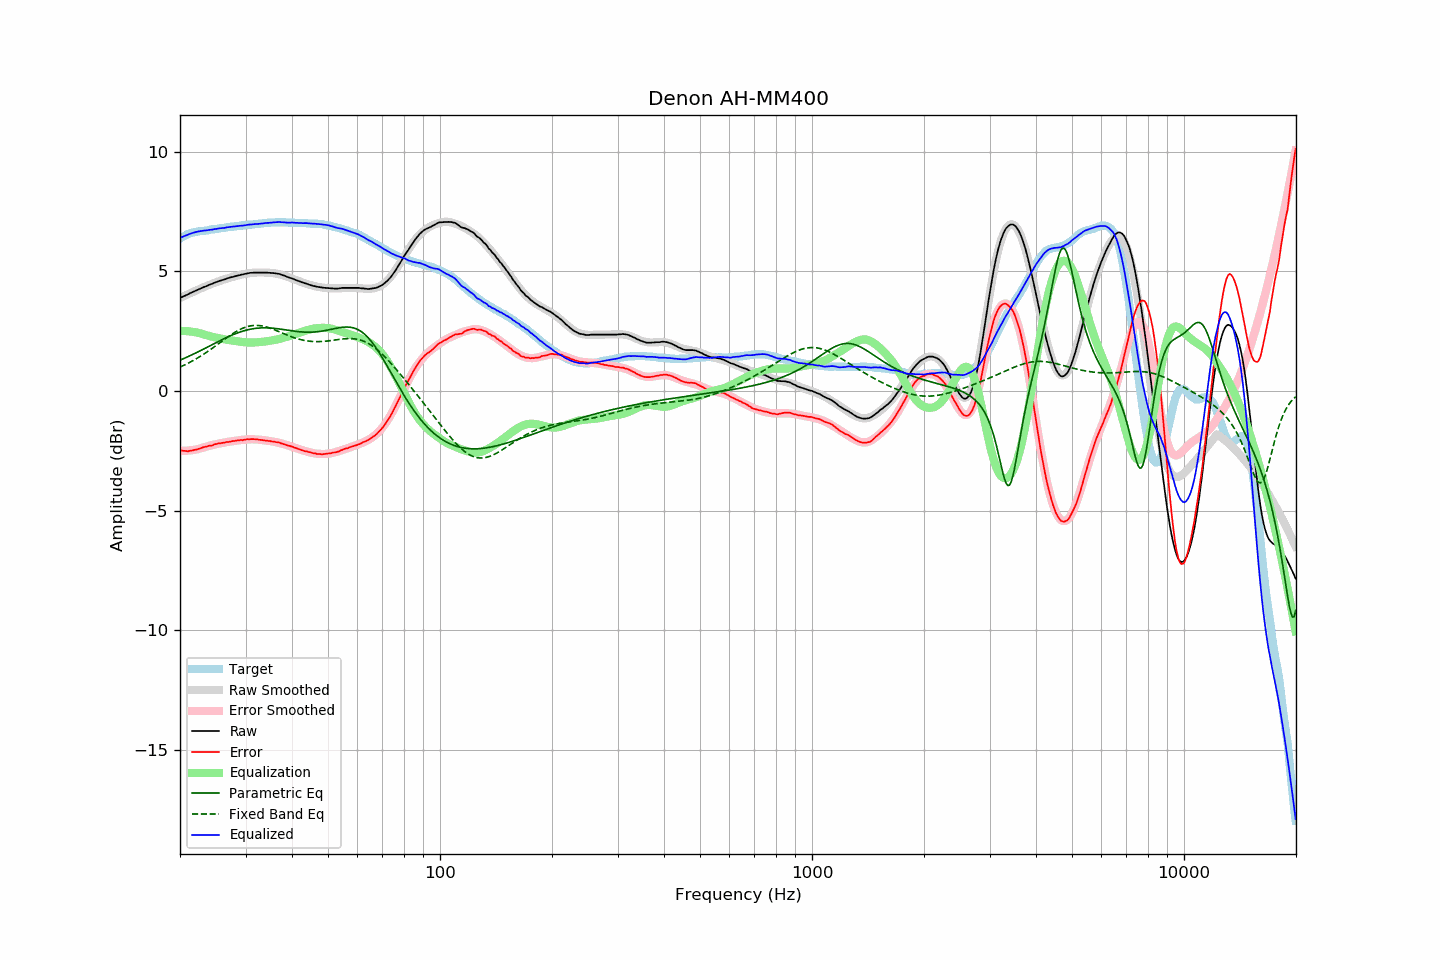 Denon AH-MM400
10
5
0
−5
−10
−15
Amplitude (dBr)
Target
Raw Smoothed
Error Smoothed
Raw
Error
Equalization
Parametric Eq
Fixed Band Eq
Equalized
100
1000
10000
Frequency (Hz)